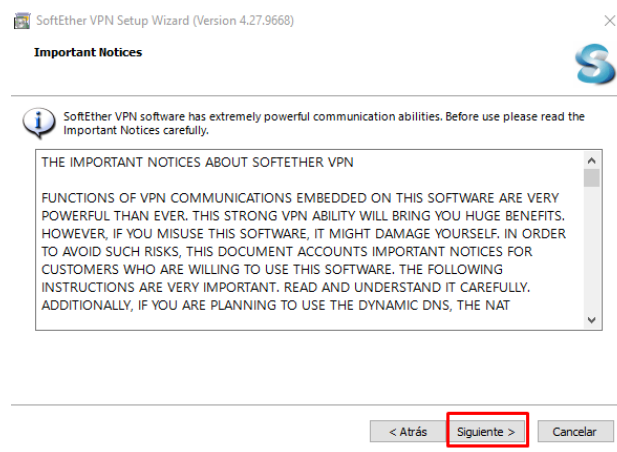 SoftEther VPN Setup Wizard (Version 4.27.9668)
Important Notices
SoftEther VPN software has extremely powerful communication abilities. Before use please read the
Important Notices carefully.
THE IMPORTANT NOTICES ABOUT SOFTETHER VPN
FUNCTIONS OF VPN COMMUNICATIONS EMBEDDED ON THIS SOFTWARE ARE VERY
POWERFUL THAN EVER. THIS STRONG VPN ABILITY WILL BRING YOU HUGE BENEFITS.
HOWEVER, IF YOU MISUSE THIS SOFTWARE, IT MIGHT DAMAGE YOURSELF. IN ORDER
TO AVOID SUCH RISKS, THIS DOCUMENT ACCOUNTS IMPORTANT NOTICES FOR
CUSTOMERS WHO ARE WILLING TO USE THIS SOFTWARE. THE FOLLOWING
INSTRUCTIONS ARE VERY IMPORTANT. READ AND UNDERSTAND IT CAREFULLY.
ADDITIONALLY, IF YOU ARE PLANNING TO USE THE DYNAMIC DNS, THE NAT
< Atrás
Siguiente >
Cancelar